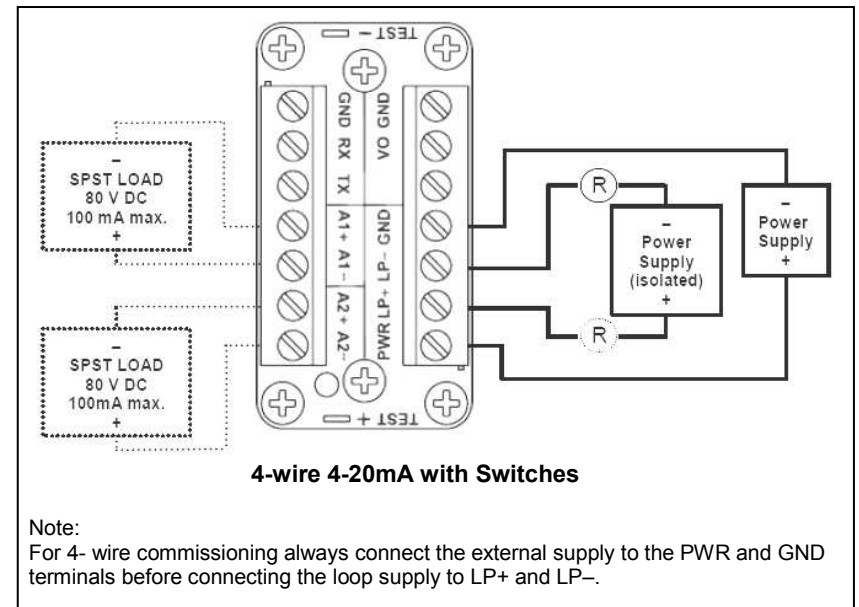 TEST –
GND RX TX
VO GND
A1+ A1–
LP– GND
A2+ A2–
PWR LP+
TEST +
–
SPST LOAD
80 V DC
100 mA max.
+
–
SPST LOAD
80 V DC
100mA max.
+
R
–
Power
Supply
(isolated)
+
R
–
Power
Supply
+
4-wire 4-20mA with Switches
Note:
For 4- wire commissioning always connect the external supply to the PWR and GND
terminals before connecting the loop supply to LP+ and LP–.